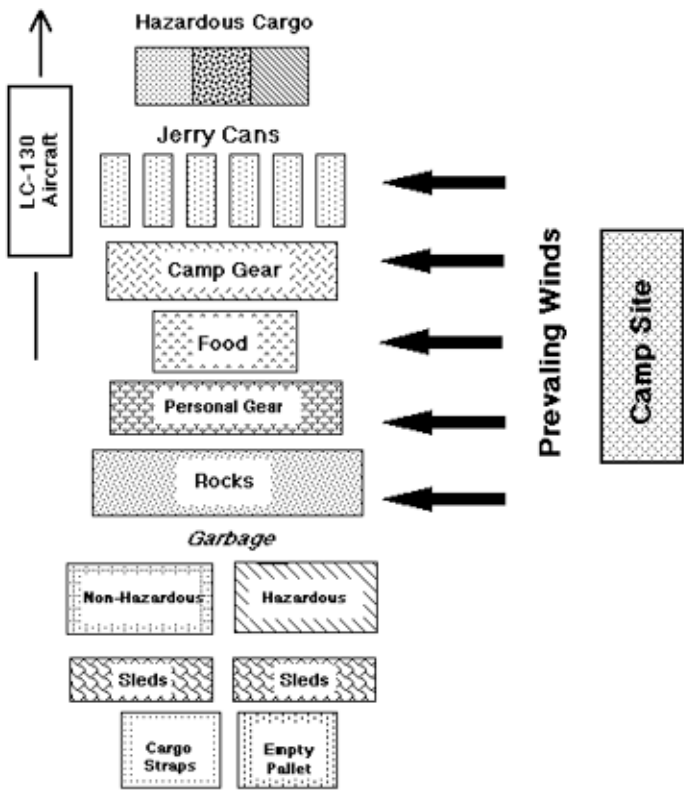 Hazardous Cargo
LC-130
Aircraft
Jerry Cans
Camp Gear
Food
Personal Gear
Rocks
Prevaling Winds
Camp Site
Garbage
Non-Hazardous
Hazardous
Sleds
Sleds
Cargo
Straps
Empty
Pallet